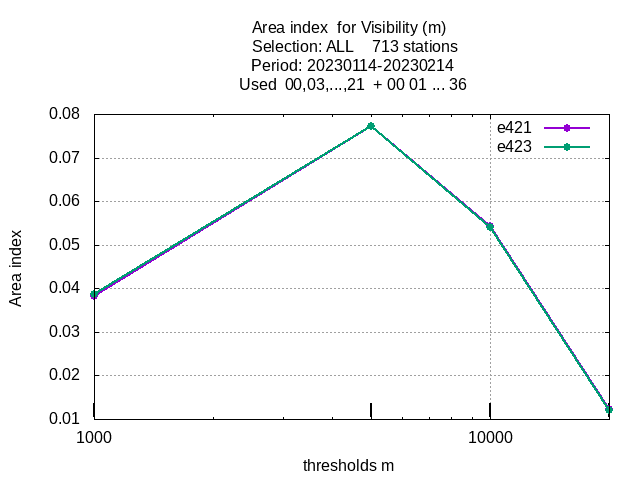 Area index  for Visibility (m)
Selection: ALL    713 stations
Period: 20230114-20230214
Used  00,03,...,21  + 00 01 ... 36
e421
e423
0.08
0.07
0.06
0.05
0.04
0.03
0.02
0.01
Area index
1000
10000
thresholds m